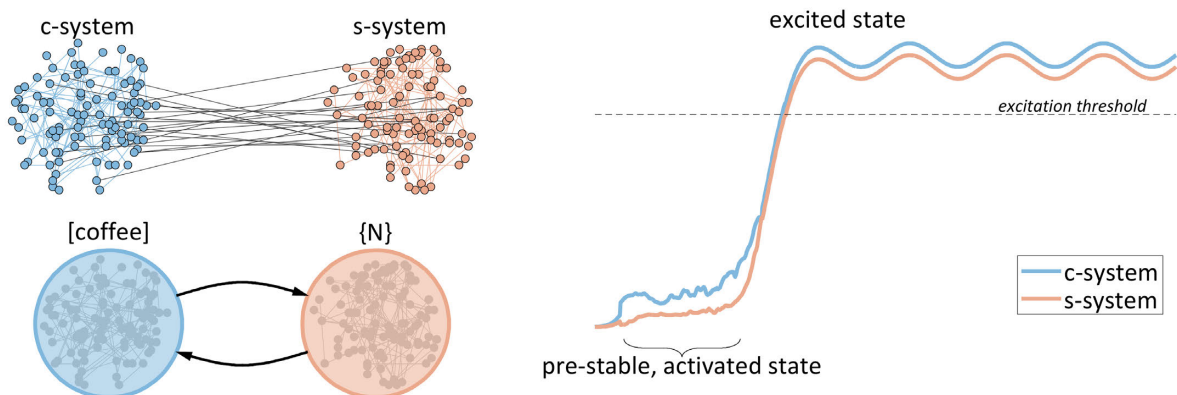 c-system
s-system
[coffee]
{N}
excited state
excitation threshold
c-system
s-system
pre-stable, activated state